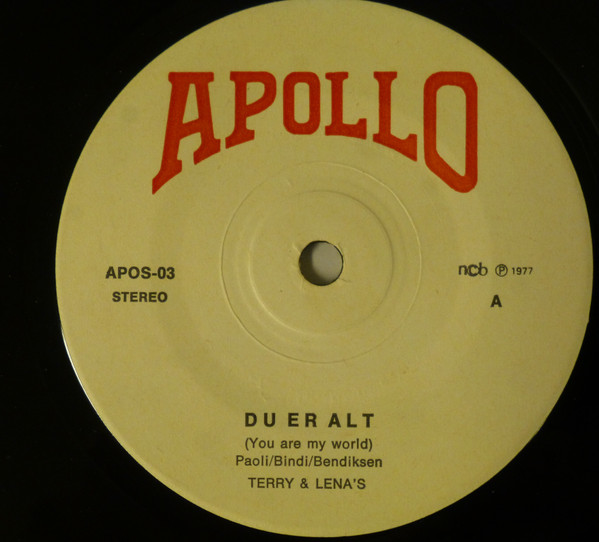 APOLLO
APOS-03
STEREO
ncb Ⓟ 1977
A
DU ER ALT
(You are my world)
Paoli/Bindi/Bendiksen
TERRY & LENA'S